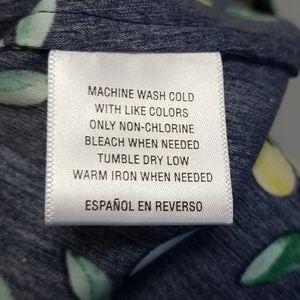 MACHINE WASH COLD
WITH LIKE COLORS
ONLY NON-CHLORINE
BLEACH WHEN NEEDED
TUMBLE DRY LOW
WARM IRON WHEN NEEDED
ESPAÑOL EN REVERSO